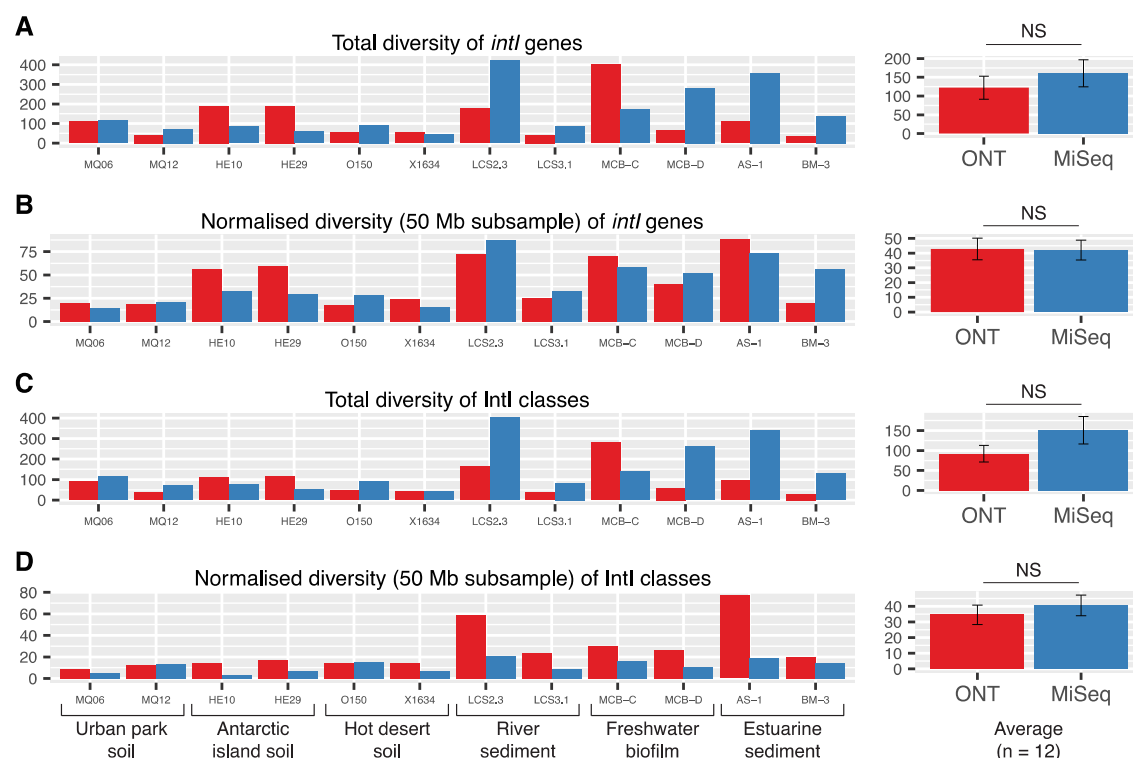 A
Total diversity of intI genes
400
300
200
100
0
MQ06 MQ12 HE10 HE29 O150 X1634 LCS2.3 LCS3.1 MCB-C MCB-D AS-1 BM-3
NS
200
150
100
50
0
ONT MiSeq
B
Normalised diversity (50 Mb subsample) of intI genes
75
50
25
0
MQ06 MQ12 HE10 HE29 O150 X1634 LCS2.3 LCS3.1 MCB-C MCB-D AS-1 BM-3
NS
50
40
30
20
10
0
ONT MiSeq
C
Total diversity of IntI classes
400
300
200
100
0
MQ06 MQ12 HE10 HE29 O150 X1634 LCS2.3 LCS3.1 MCB-C MCB-D AS-1 BM-3
NS
150
100
50
0
ONT MiSeq
D
Normalised diversity (50 Mb subsample) of IntI classes
80
60
40
20
0
MQ06 MQ12 HE10 HE29 O150 X1634 LCS2.3 LCS3.1 MCB-C MCB-D AS-1 BM-3
Urban park
soil
Antarctic
island soil
Hot desert
soil
River
sediment
Freshwater
biofilm
Estuarine
sediment
NS
40
30
20
10
0
ONT MiSeq
Average
(n = 12)